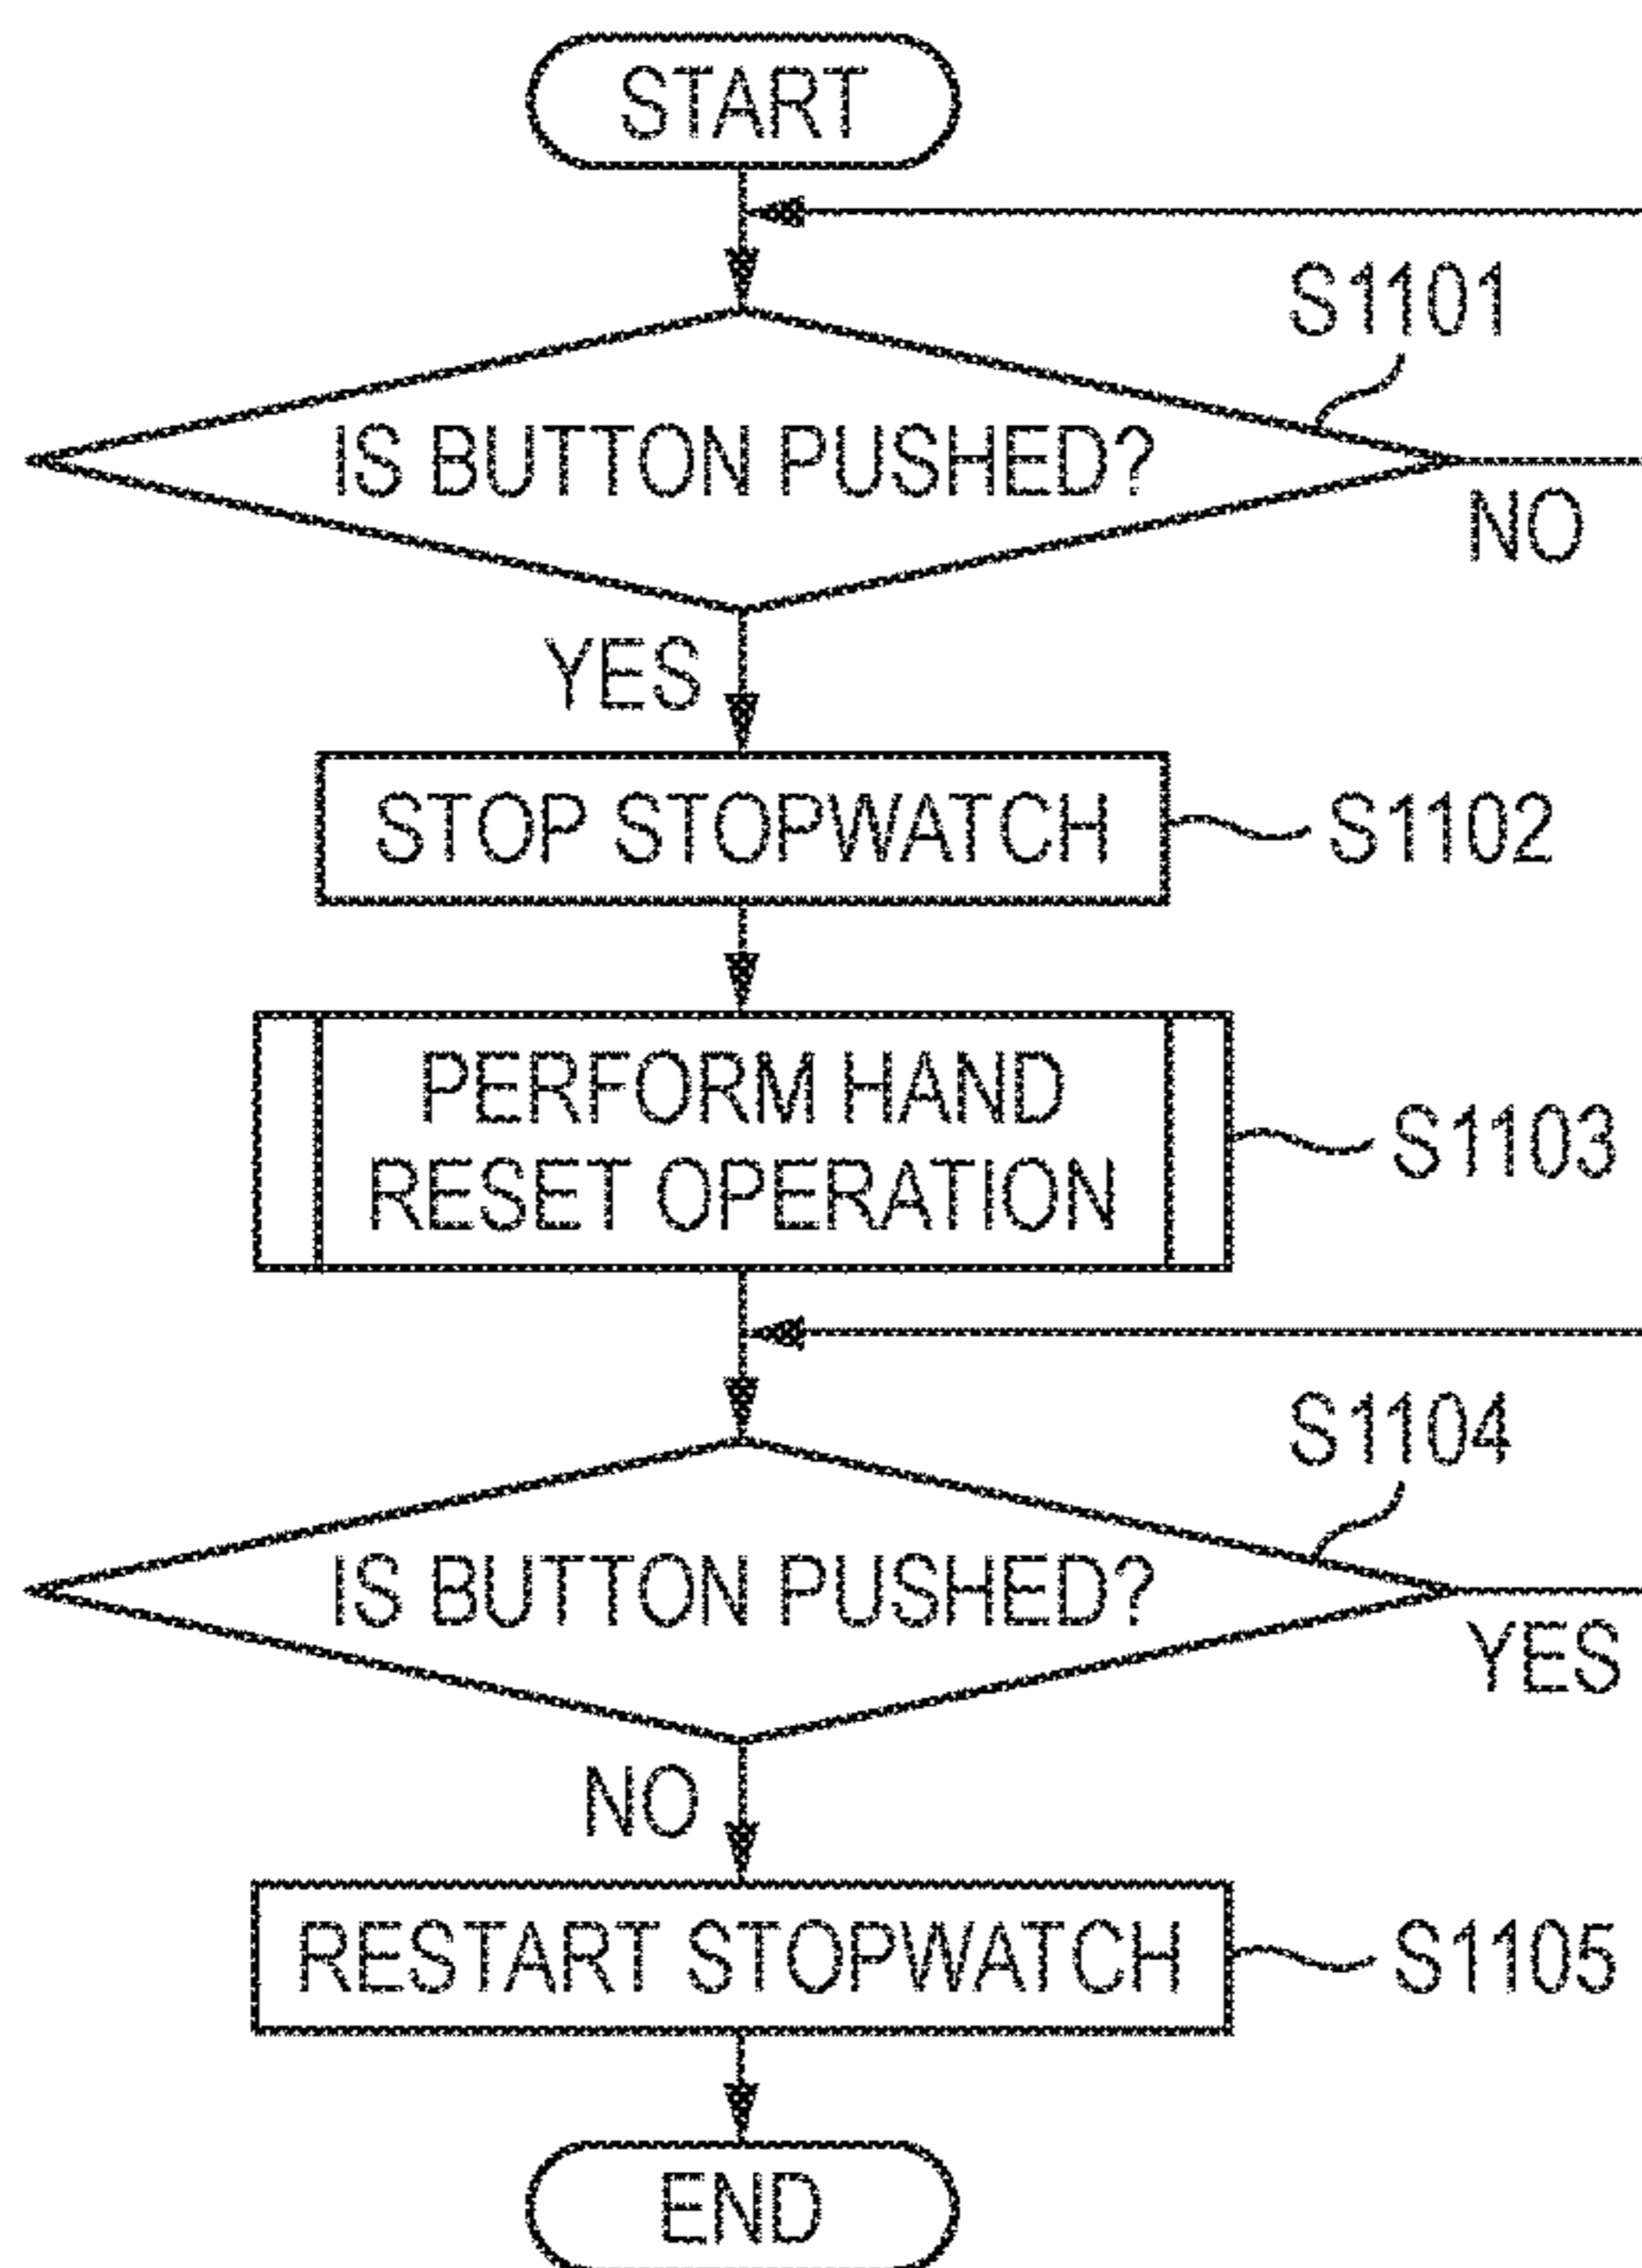 START
S1101
IS BUTTON PUSHED?
NO
YES
STOP STOPWATCH
S1102
PERFORM HAND
RESET OPERATION
S1103
S1104
IS BUTTON PUSHED?
YES
NO
RESTART STOPWATCH
S1105
END